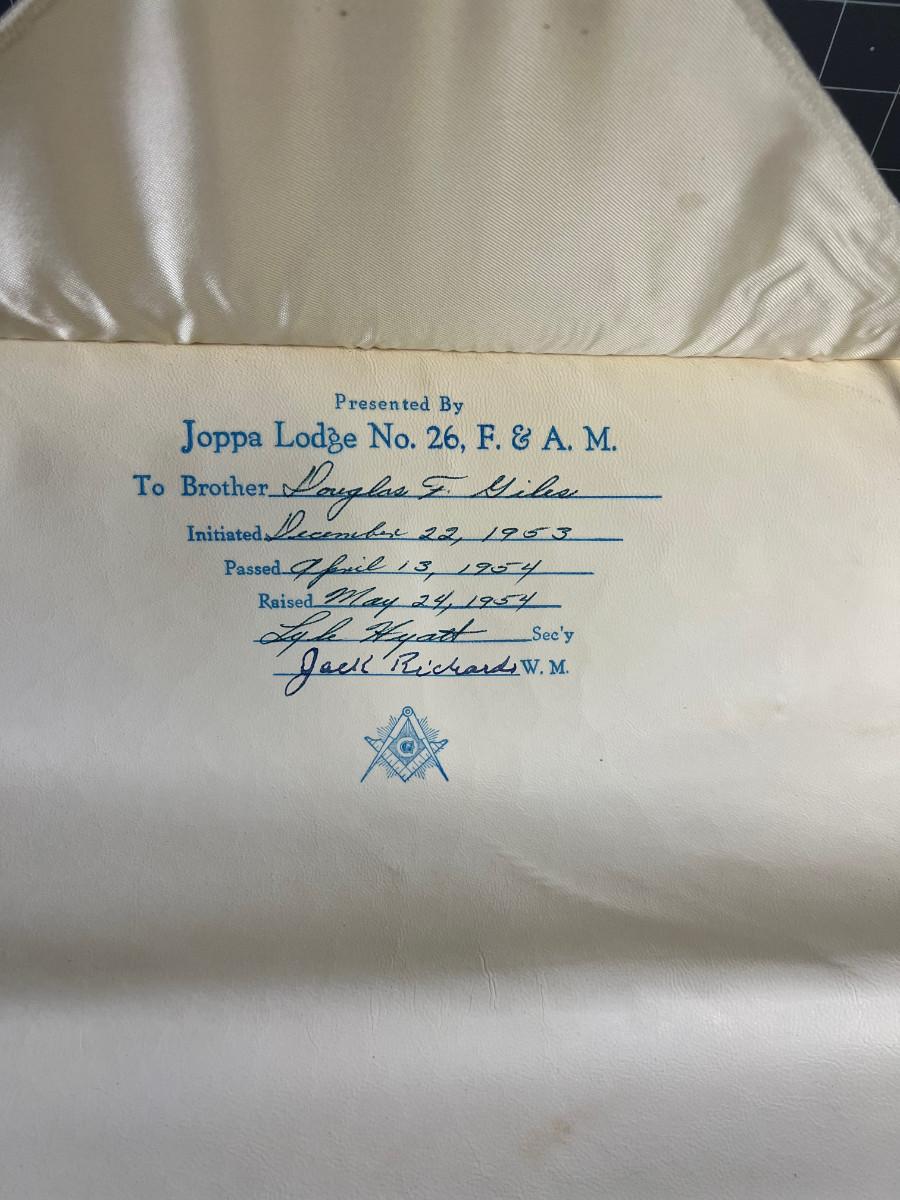 Presented By
Joppa Lodge No. 26, F. & A. M.
To Brother Douglas F. Giles
Initiated December 22, 1953
Passed April 13, 1954
Raised May 24, 1954
Lyle Hyatt Sec'y
Jack Richards W. M.
G